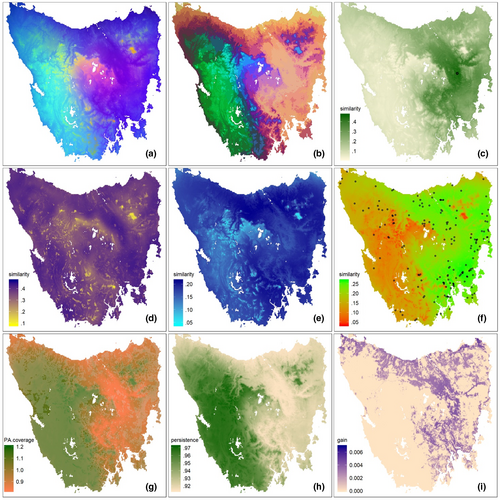 (a)
(b)
similarity
.4
.3
.2
.1
(c)
similarity
.4
.3
.2
.1
(d)
similarity
.20
.15
.10
.05
(e)
similarity
.25
.20
.15
.10
.05
(f)
PA coverage
1.2
1.1
1.0
0.9
(g)
persistence
.97
.96
.95
.94
.93
.92
(h)
gain
0.006
0.004
0.002
0.000
(i)